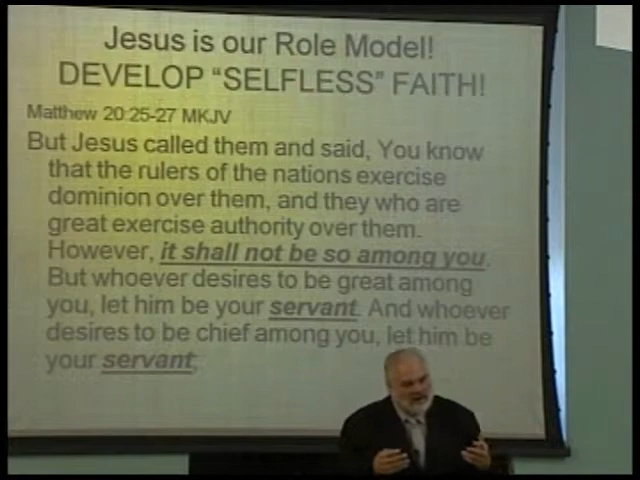 Jesus is our Role Model!
DEVELOP “SELFLESS” FAITH!
Matthew 20:25-27 MKJV
But Jesus called them and said, You know
that the rulers of the nations exercise
dominion over them, and they who are
great exercise authority over them.
However, it shall not be so among you.
But whoever desires to be great among
you, let him be your servant. And whoever
desires to be chief among you, let him be
your servant,